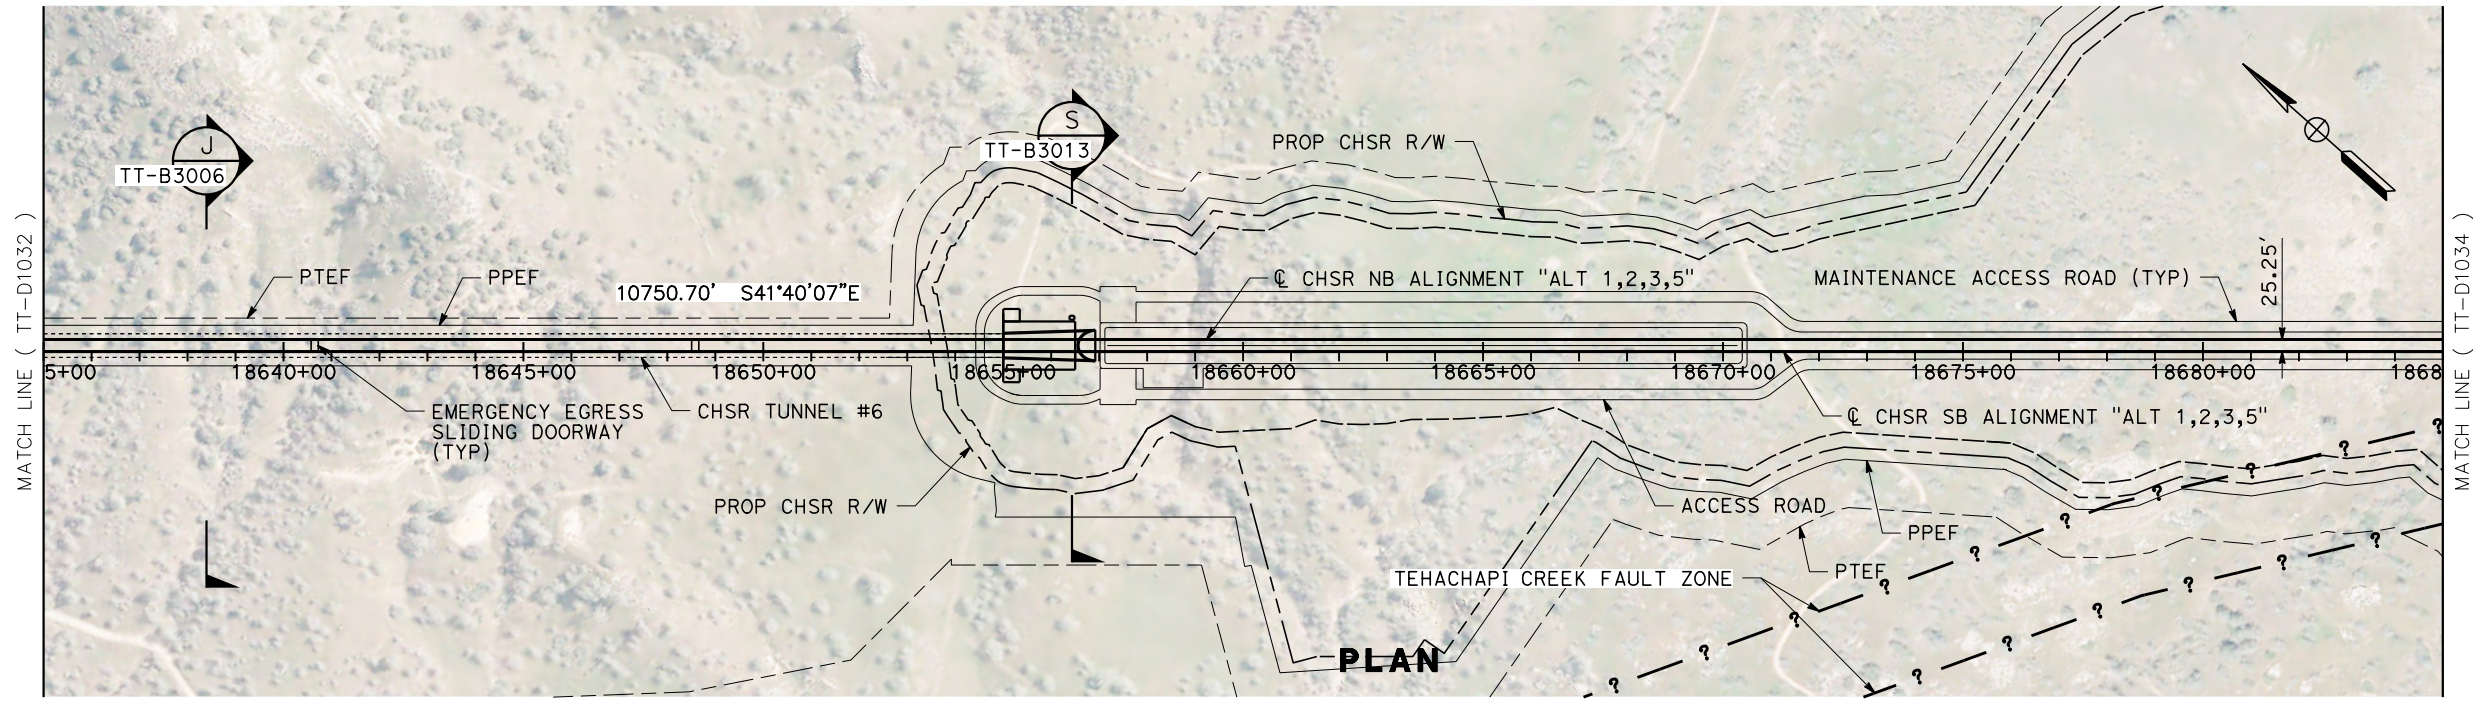 J
TT-B3006
S
TT-B3013
PROP CHSR R/W
PTEF
PPEF
10750.70' S41°40'07"E
℄ CHSR NB ALIGNMENT "ALT 1,2,3,5"
MAINTENANCE ACCESS ROAD (TYP)
25.25'
MATCH LINE ( TT-D1032 )
MATCH LINE ( TT-D1034 )
5+00
18640+00
18645+00
18650+00
18655+00
18660+00
18665+00
18670+00
18675+00
18680+00
1868
EMERGENCY EGRESS
SLIDING DOORWAY
(TYP)
CHSR TUNNEL #6
℄ CHSR SB ALIGNMENT "ALT 1,2,3,5"
PROP CHSR R/W
ACCESS ROAD
PPEF
PTEF
TEHACHAPI CREEK FAULT ZONE
? ? ? ? ? ? ? ? ?
? ? ? ? ? ?
PLAN